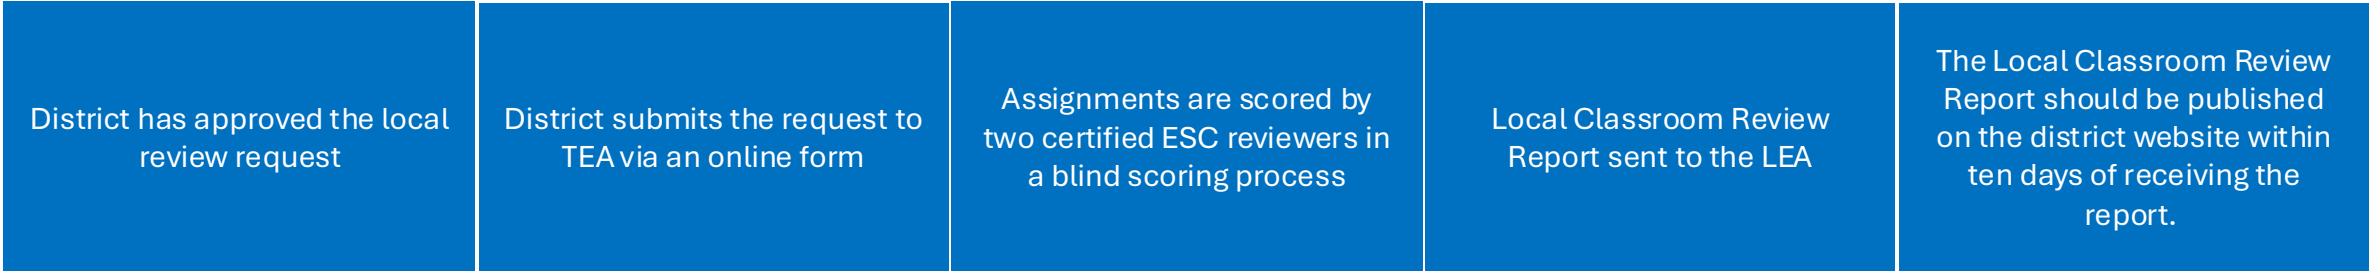 District has approved the local
review request
District submits the request to
TEA via an online form
Assignments are scored by
two certified ESC reviewers in
a blind scoring process
Local Classroom Review
Report sent to the LEA
The Local Classroom Review
Report should be published
on the district website within
ten days of receiving the
report.